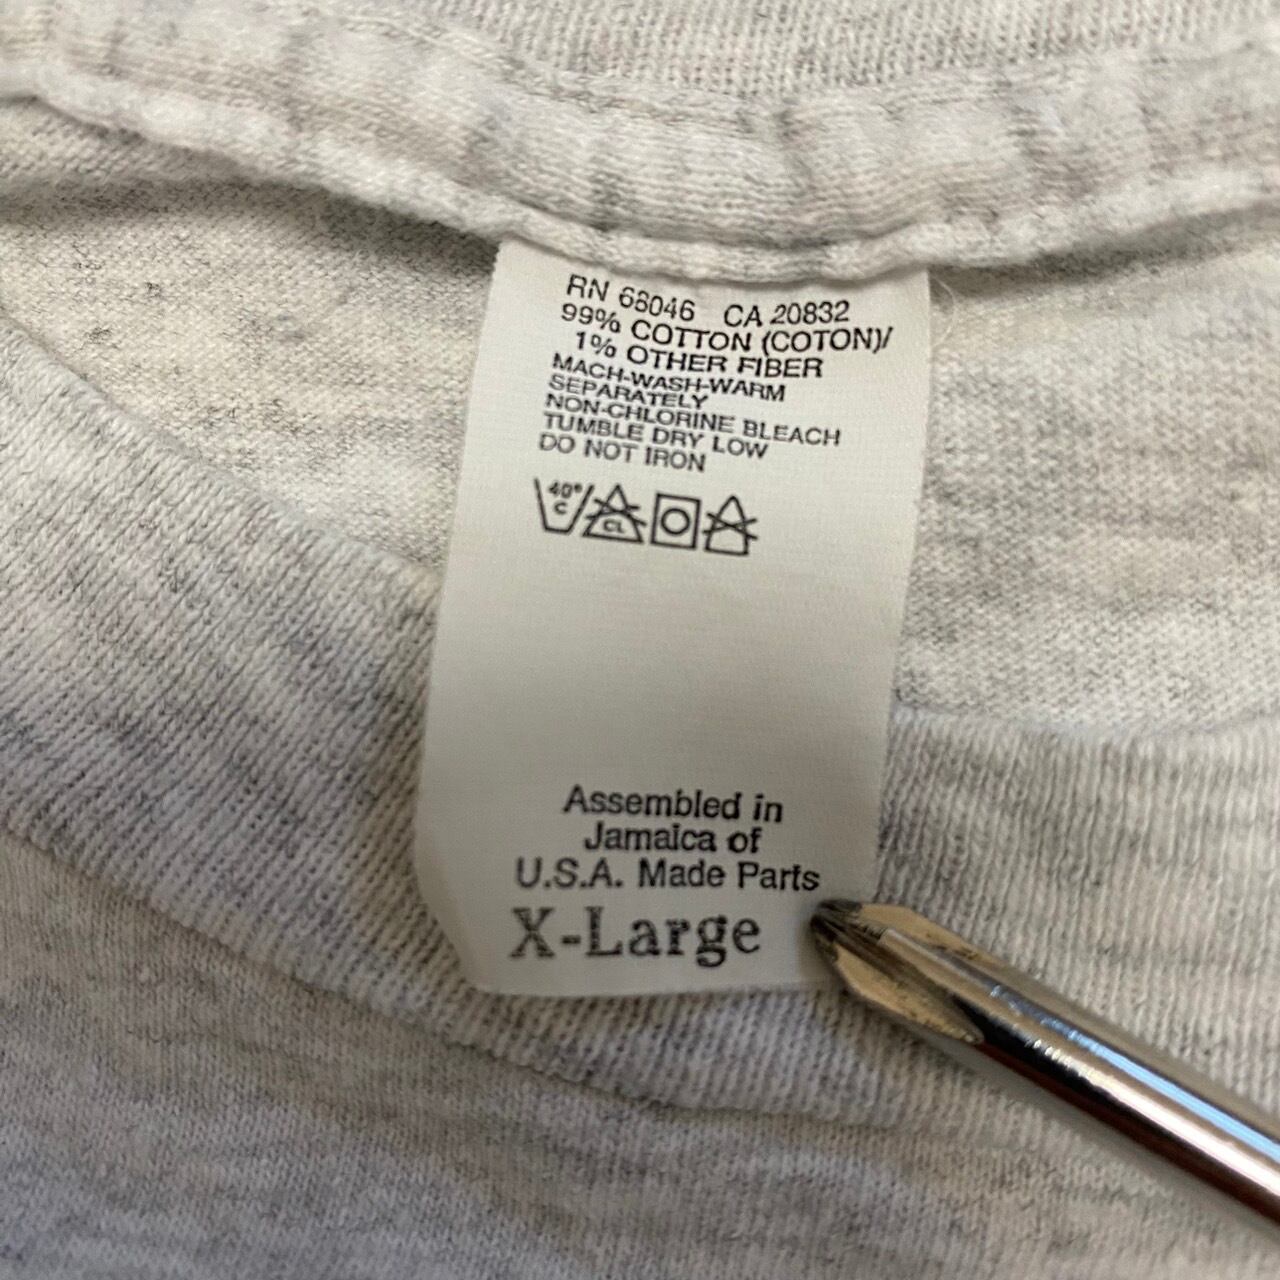 RN 68046 CA 20832
99% COTTON (COTON)/
1% OTHER FIBER
MACH-WASH-WARM
SEPARATELY
NON-CHLORINE BLEACH
TUMBLE DRY LOW
DO NOT IRON
40°
C
CL
Assembled in
Jamaica of
U.S.A. Made Parts
X-Large